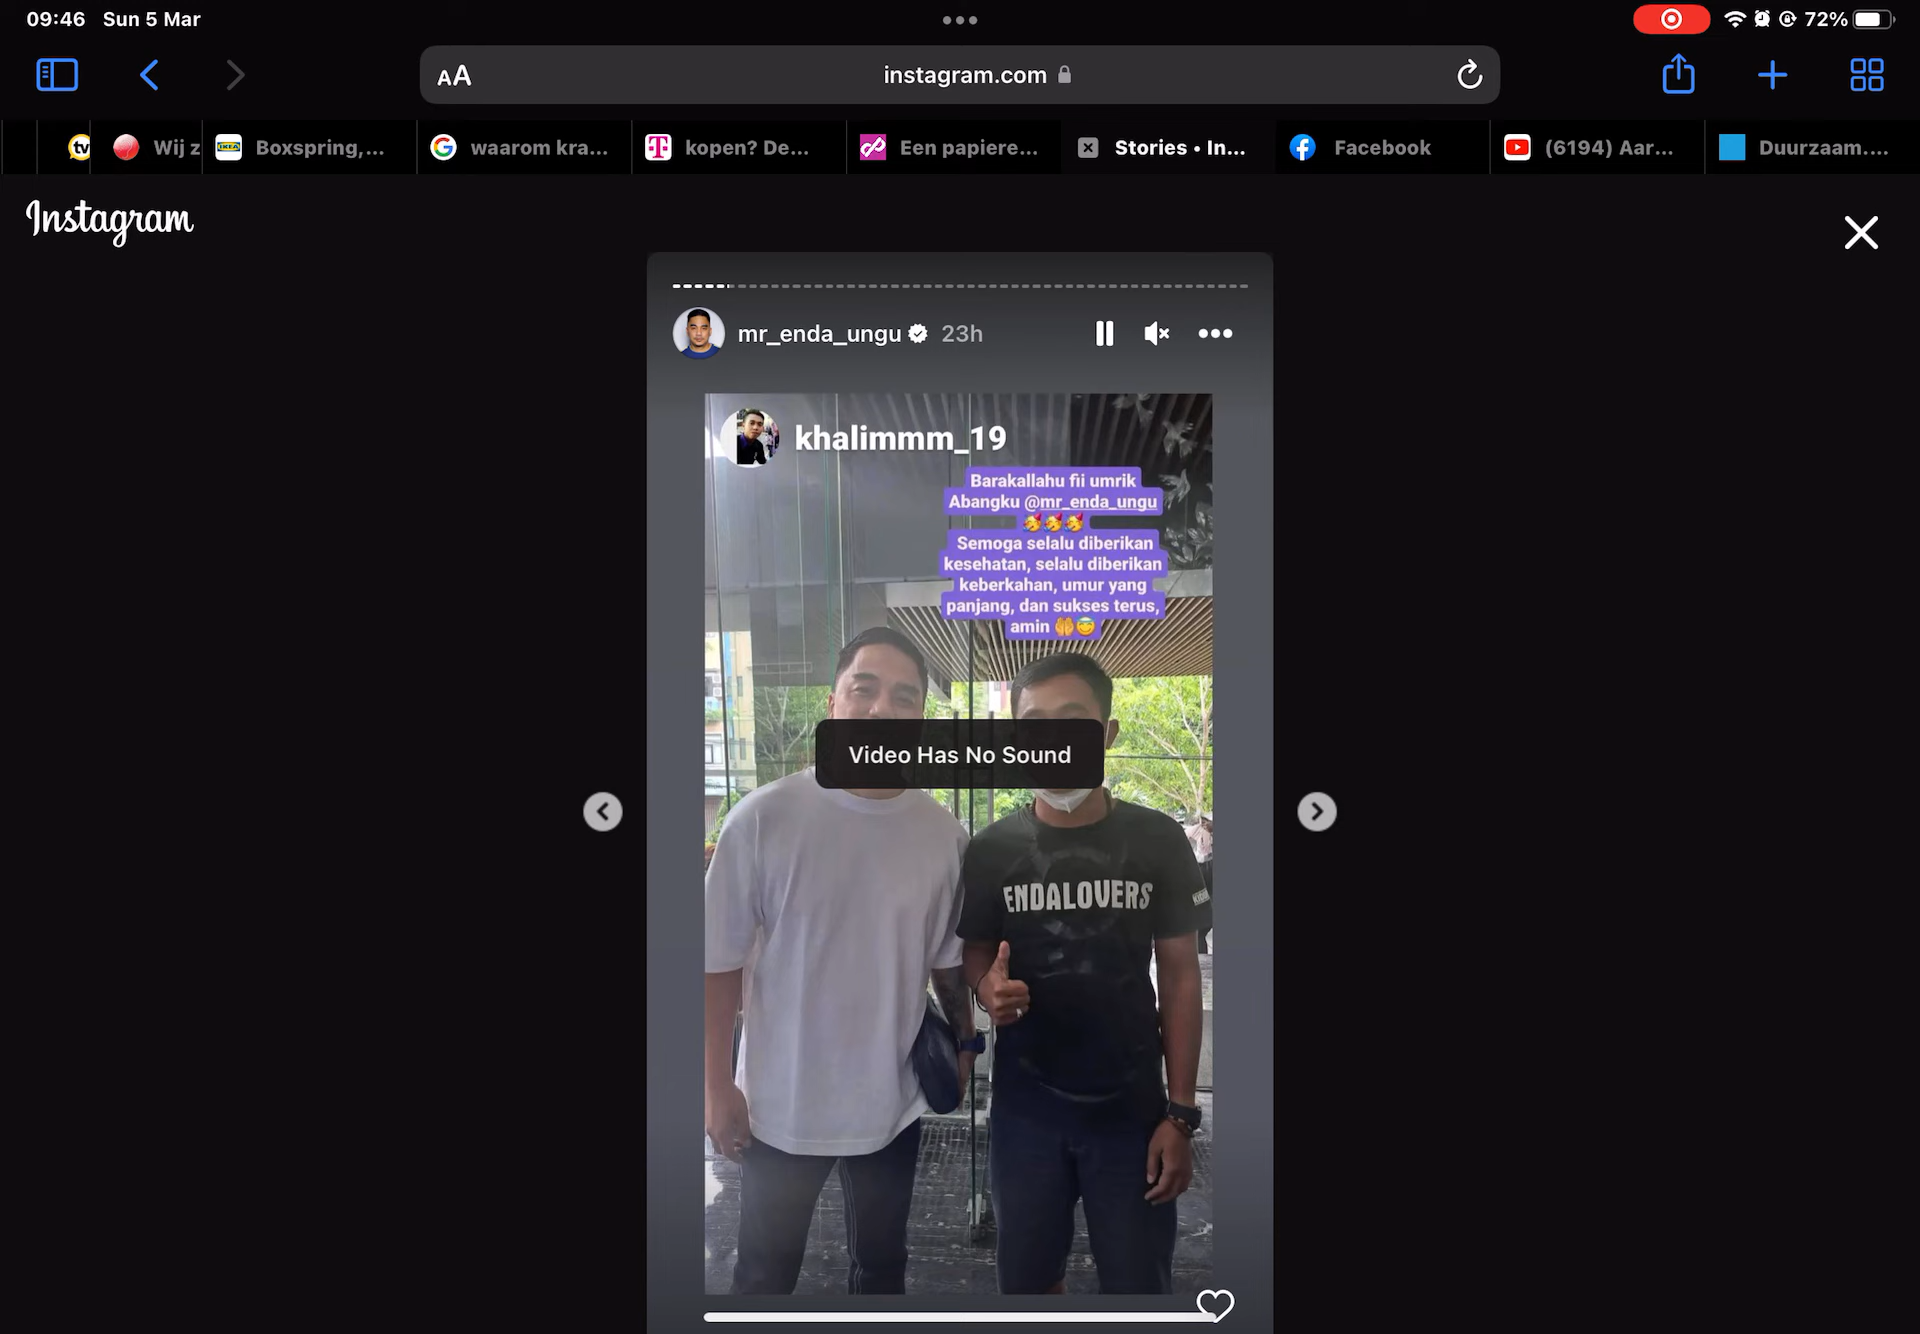 09:46 Sun 5 Mar
72%
AA
instagram.com
tv
Wij z
IKEA
Boxspring,...
waarom kra...
kopen? De...
Een papiere...
Stories • In...
Facebook
(6194) Aar...
Duurzaam....
Instagram
mr_enda_ungu 23h
khalimmm_19
Barakallahu fii umrik
Abangku @mr_enda_ungu
🥳🥳🥳
Semoga selalu diberikan
kesehatan, selalu diberikan
keberkahan, umur yang
panjang, dan sukses terus,
amin 🤲😇
Video Has No Sound
ENDALOVERS